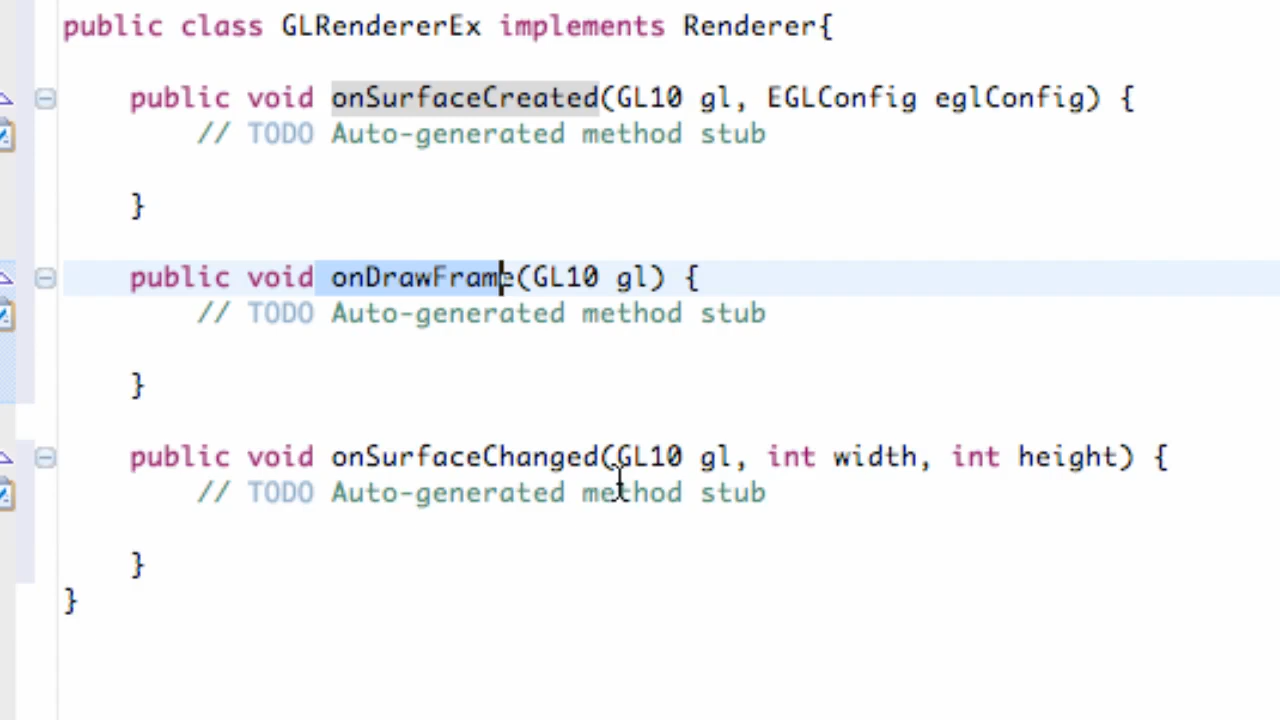 public class GLRendererEx implements Renderer{
public void onSurfaceCreated(GL10 gl, EGLConfig eglConfig) {
// TODO Auto-generated method stub
}
public void onDrawFrame(GL10 gl) {
// TODO Auto-generated method stub
}
public void onSurfaceChanged(GL10 gl, int width, int height) {
// TODO Auto-generated method stub
}
}